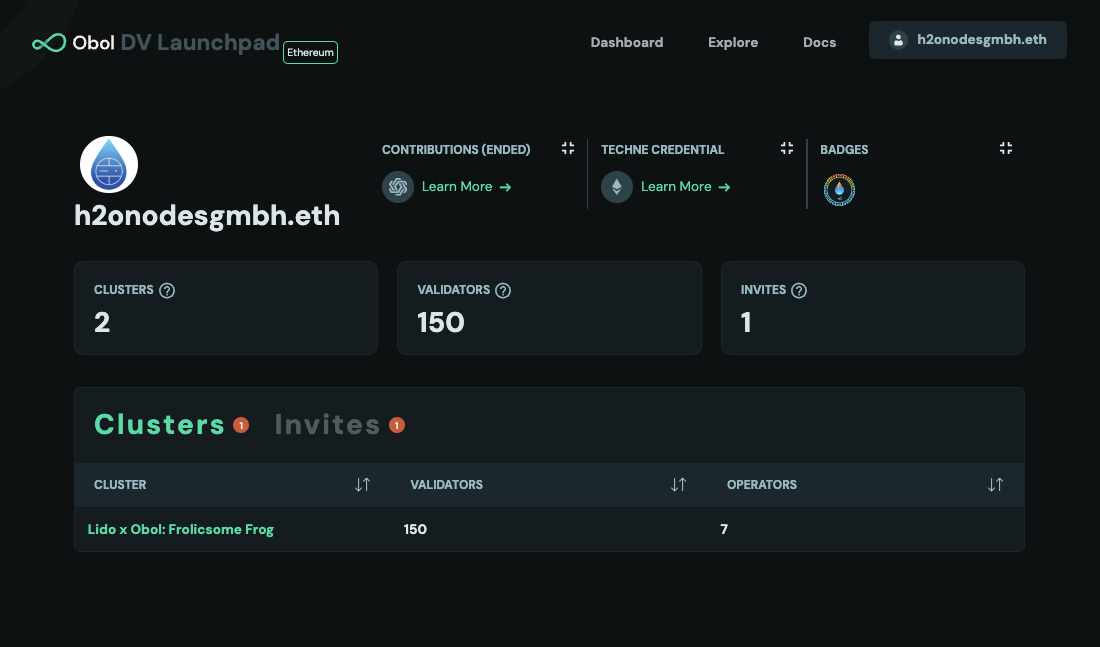 Obol DV Launchpad Ethereum
Dashboard Explore Docs h2onodesgmbh.eth
h2onodesgmbh.eth
CONTRIBUTIONS (ENDED)
Learn More →
TECHNE CREDENTIAL
Learn More →
BADGES
CLUSTERS ?
2
VALIDATORS ?
150
INVITES ?
1
Clusters 1 Invites 1
CLUSTER VALIDATORS OPERATORS
Lido x Obol: Frolicsome Frog 150 7